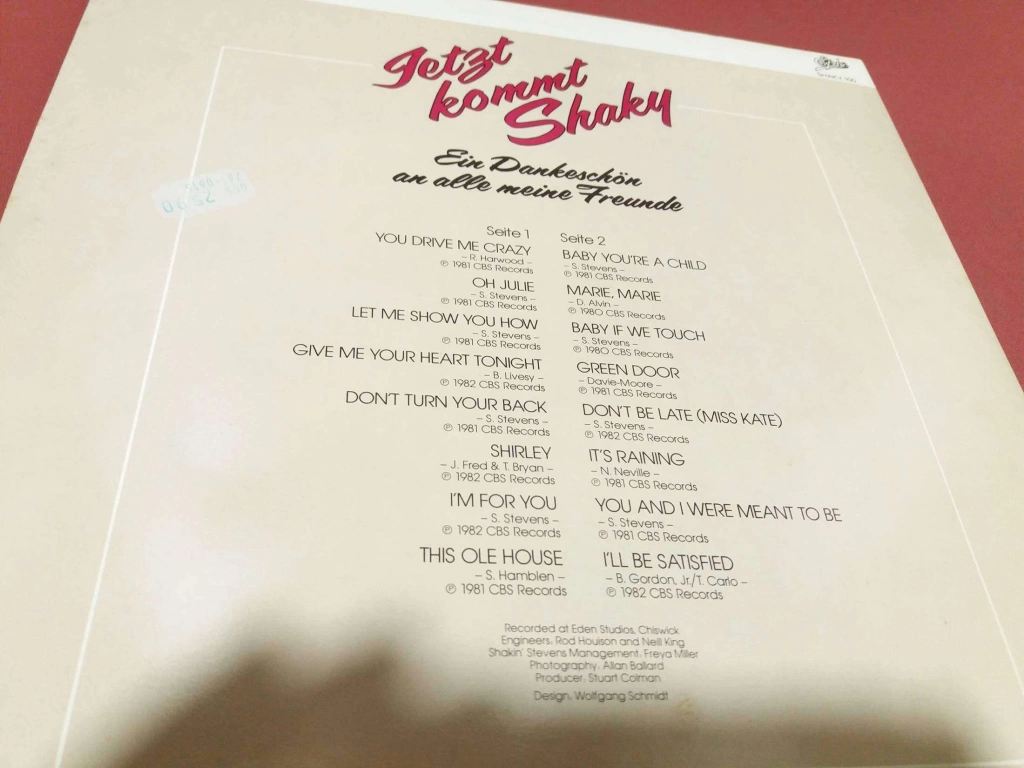 Jetzt
kommt
Shaky
Ein Dankeschön
an alle meine Freunde
Epic
Seite 1
YOU DRIVE ME CRAZY
– R. Harwood –
℗ 1981 CBS Records
OH JULIE
– S. Stevens –
℗ 1981 CBS Records
LET ME SHOW YOU HOW
– S. Stevens –
℗ 1981 CBS Records
GIVE ME YOUR HEART TONIGHT
– B. Livesy –
℗ 1982 CBS Records
DON'T TURN YOUR BACK
– S. Stevens –
℗ 1981 CBS Records
SHIRLEY
– J. Fred & T. Bryan –
℗ 1982 CBS Records
I'M FOR YOU
– S. Stevens –
℗ 1982 CBS Records
THIS OLE HOUSE
– S. Hamblen –
℗ 1981 CBS Records
Seite 2
BABY YOU'RE A CHILD
– S. Stevens –
℗ 1981 CBS Records
MARIE, MARIE
– D. Alvin –
℗ 1980 CBS Records
BABY IF WE TOUCH
– S. Stevens –
℗ 1980 CBS Records
GREEN DOOR
– Davie-Moore –
℗ 1981 CBS Records
DON'T BE LATE (MISS KATE)
– S. Stevens –
℗ 1982 CBS Records
IT'S RAINING
– N. Neville –
℗ 1981 CBS Records
YOU AND I WERE MEANT TO BE
– S. Stevens –
℗ 1981 CBS Records
I'LL BE SATISFIED
– B. Gordon, Jr./T. Carlo –
℗ 1982 CBS Records
Recorded at Eden Studios, Chiswick
Engineers, Rod Houison and Neill King
Shakin' Stevens Management, Freya Miller
Photography, Allan Ballard
Producer, Stuart Colman
Design, Wolfgang Schmidt